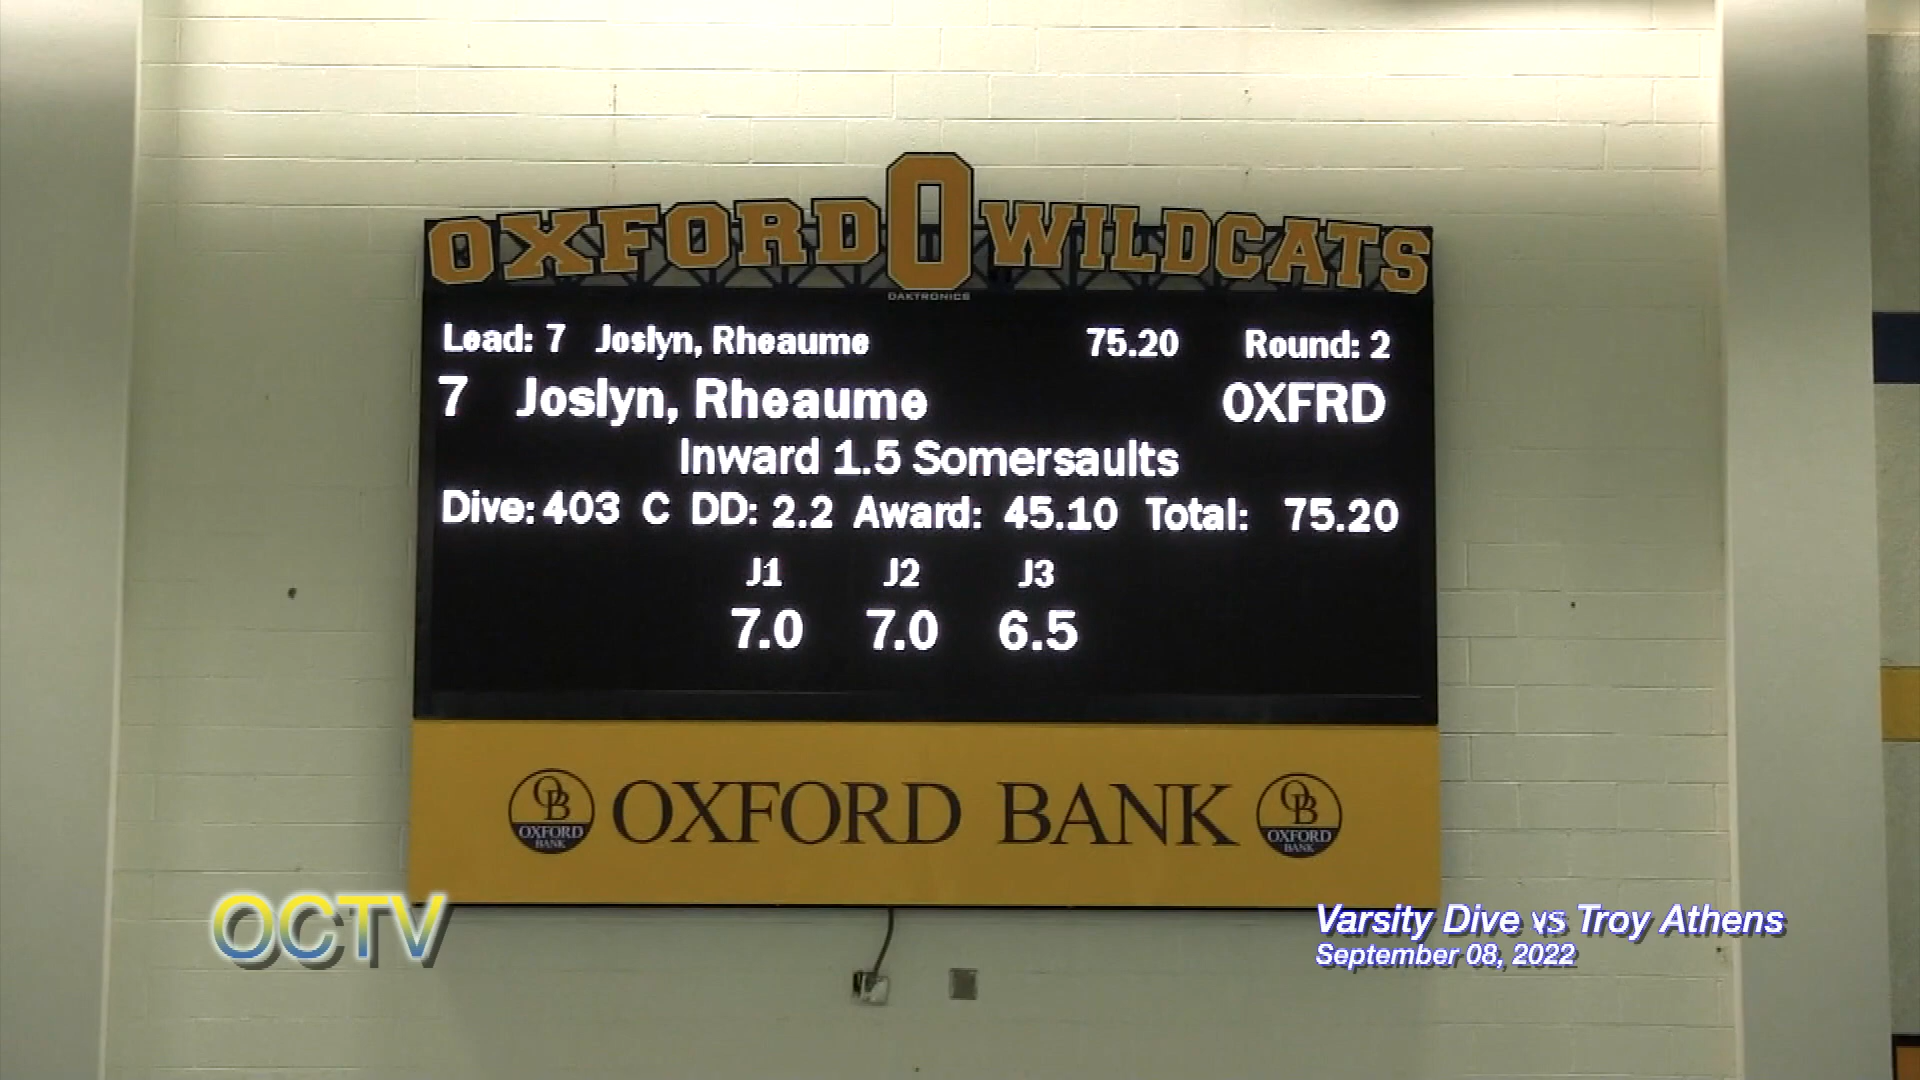 OXFORD O WILDCATS
DAKTRONICS
Lead: 7 Joslyn, Rheaume 75.20 Round: 2
7 Joslyn, Rheaume OXFRD
Inward 1.5 Somersaults
Dive: 403 C DD: 2.2 Award: 45.10 Total: 75.20
J1 J2 J3
7.0 7.0 6.5
OB OXFORD BANK OXFORD BANK OB OXFORD BANK
OCTV
Varsity Dive vs Troy Athens
September 08, 2022